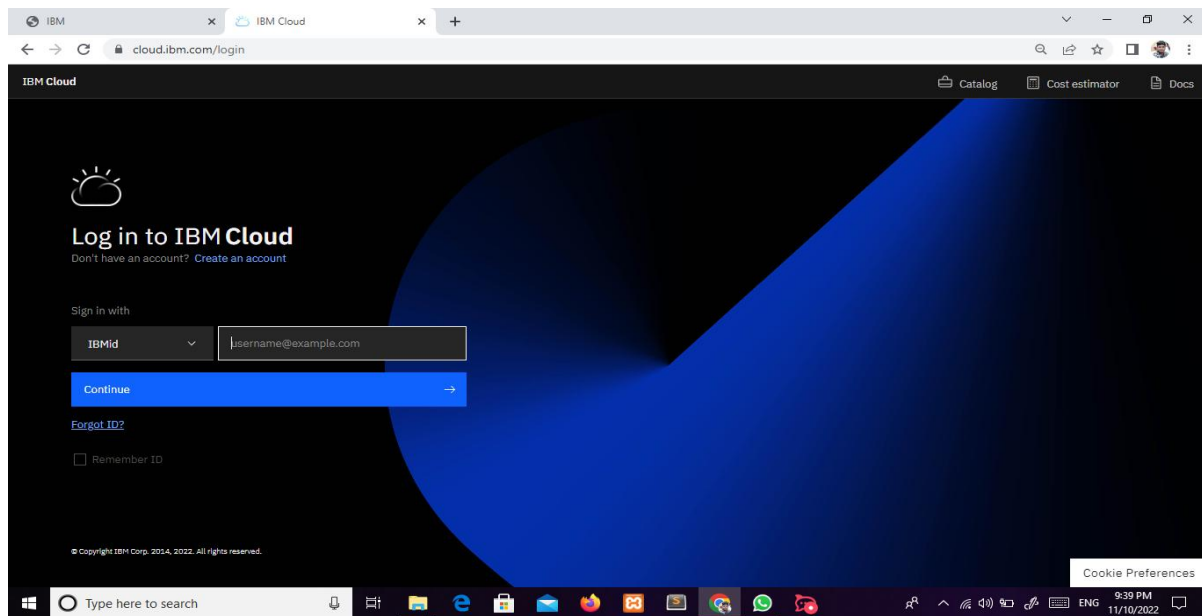 IBM
IBM Cloud
cloud.ibm.com/login
IBM Cloud
Catalog
Cost estimator
Docs
Log in to IBM Cloud
Don't have an account? Create an account
Sign in with
IBMid
username@example.com
Continue
Forgot ID?
Remember ID
© Copyright IBM Corp. 2014, 2022. All rights reserved.
Cookie Preferences
Type here to search
ENG
9:39 PM
11/10/2022